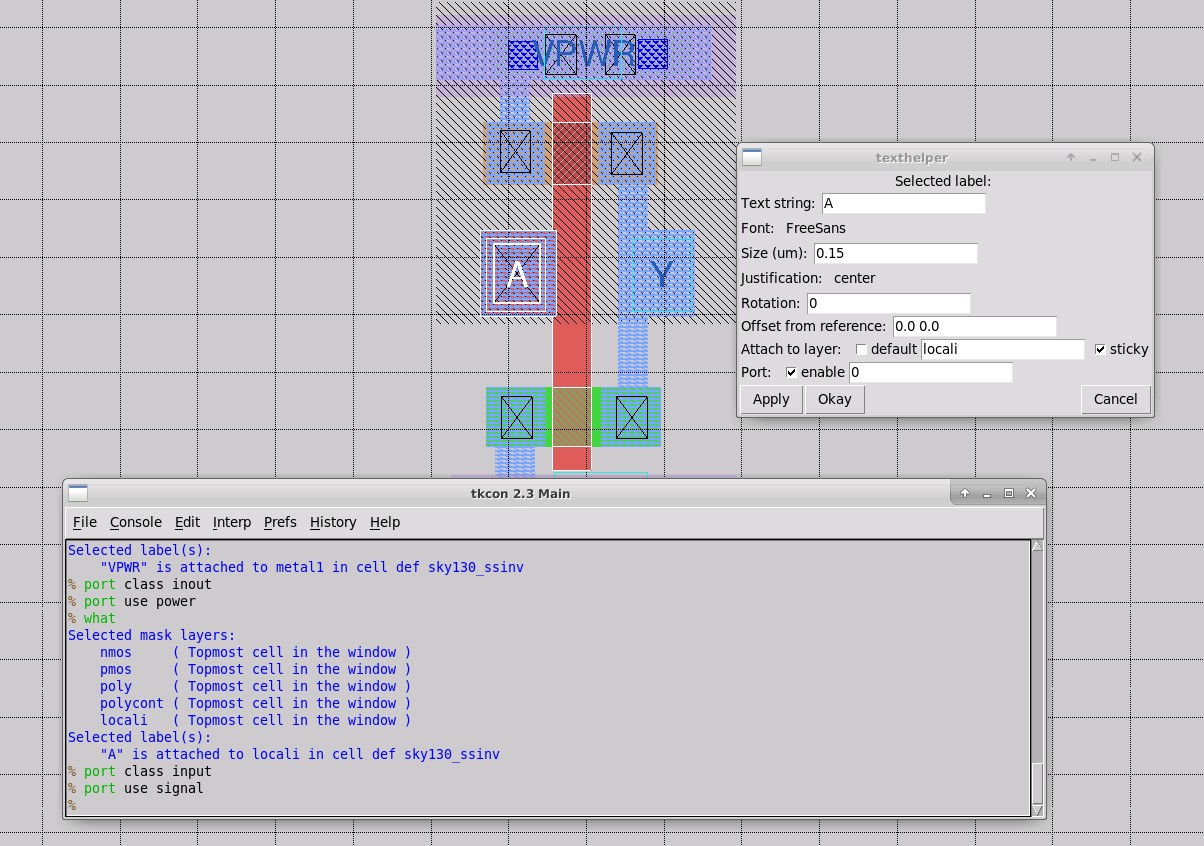 VPWR
A
Y
texthelper
Selected label:
Text string: A
Font: FreeSans
Size (um): 0.15
Justification: center
Rotation: 0
Offset from reference: 0.0 0.0
Attach to layer: default locali sticky
Port: enable 0
Apply Okay Cancel
tkcon 2.3 Main
File Console Edit Interp Prefs History Help
Selected label(s):
"VPWR" is attached to metal1 in cell def sky130_ssinv
% port class inout
% port use power
% what
Selected mask layers:
nmos ( Topmost cell in the window )
pmos ( Topmost cell in the window )
poly ( Topmost cell in the window )
polycont ( Topmost cell in the window )
locali ( Topmost cell in the window )
Selected label(s):
"A" is attached to locali in cell def sky130_ssinv
% port class input
% port use signal
%